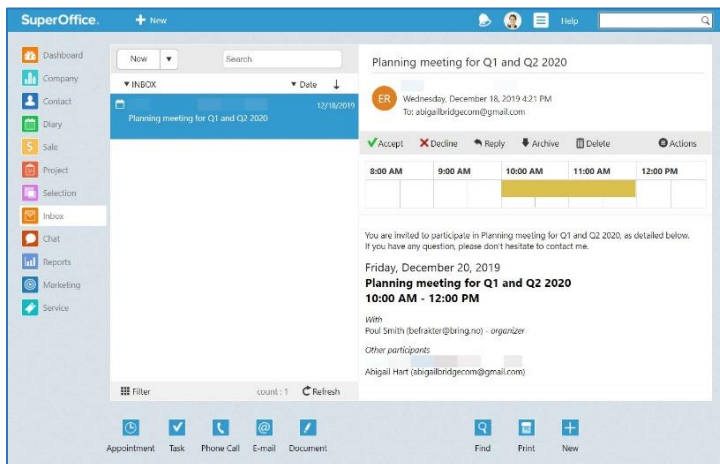 SuperOffice.
New
Help
Dashboard
Company
Contact
Diary
Sale
Project
Selection
Inbox
Chat
Reports
Marketing
Service
New
Search
INBOX
Date
12/18/2019
Planning meeting for Q1 and Q2 2020
Filter
count : 1
Refresh
Planning meeting for Q1 and Q2 2020
ER
Wednesday, December 18, 2019 4:21 PM
To: abigailbridgecom@gmail.com
Accept
Decline
Reply
Archive
Delete
Actions
8:00 AM
9:00 AM
10:00 AM
11:00 AM
12:00 PM
You are invited to participate in Planning meeting for Q1 and Q2 2020, as detailed below.
If you have any question, please don't hesitate to contact me.
Friday, December 20, 2019
Planning meeting for Q1 and Q2 2020
10:00 AM - 12:00 PM
With
Poul Smith (befrakter@bring.no) - organizer
Other participants
Abigail Hart (abigailbridgecom@gmail.com)
Appointment
Task
Phone Call
E-mail
Document
Find
Print
New